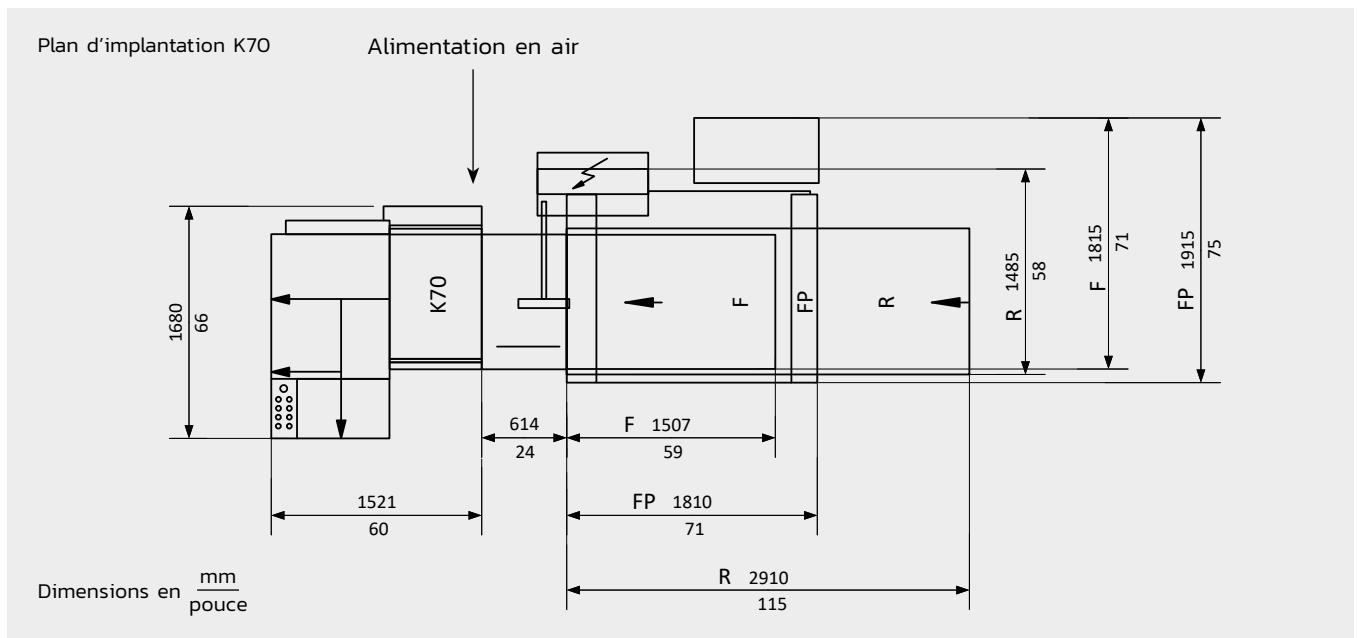 Plan d’implantation K70
Alimentation en air
1680
66
K70
F
FP
R
R 1485
58
F 1815
71
FP 1915
75
614
24
F 1507
59
1521
60
FP 1810
71
R 2910
115
Dimensions en mm
pouce